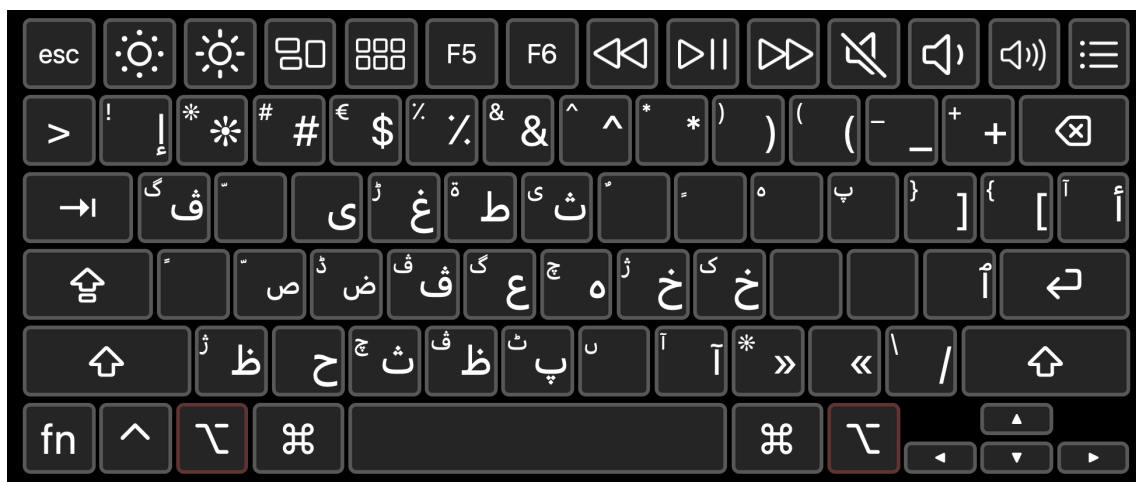 esc F5 F6
> ! إ * ❊ # # € $ ٪ ٪ & & ^ ^ * * ) ) ( ( _ _ + +
گ ڤ ى ڑ غ ة ط ى ث ه پ } ] { [ آ أ
ص ڈ ض ڤ ڤ گ ع چ ه ژ خ ک خ ٱ
ژ ظ ح چ ث ڤ ظ ٹ پ ں آ آ ❊ » « \ /
fn ^ ⌥ ⌘ ⌘ ⌥